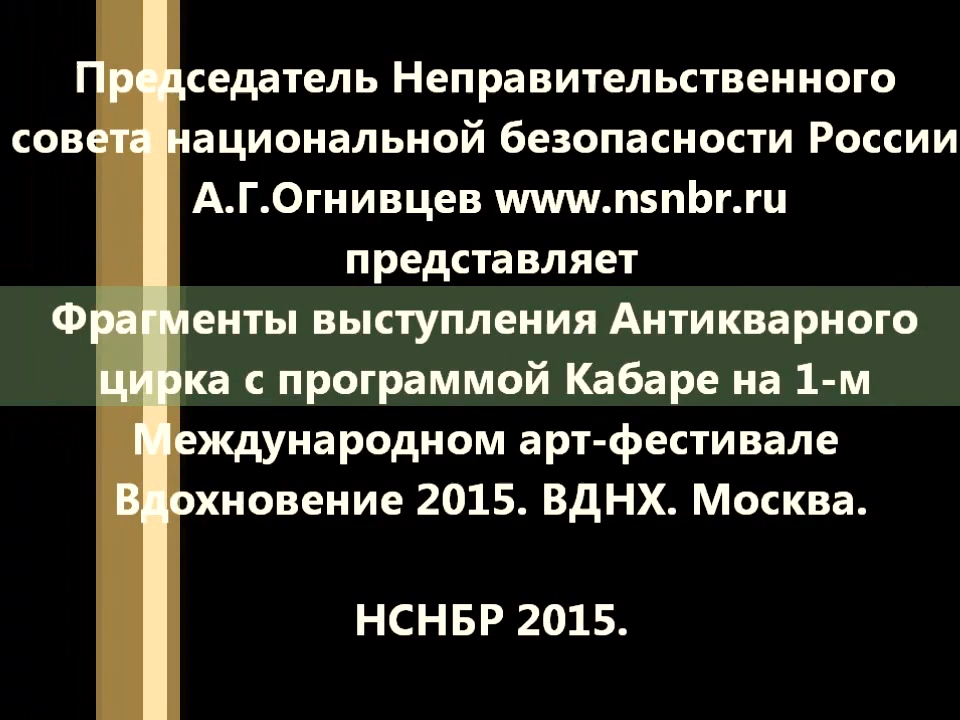 Председатель Неправительственного
совета национальной безопасности России
А.Г.Огнивцев www.nsnbr.ru
представляет
Фрагменты выступления Антикварного
цирка с программой Кабаре на 1-м
Международном арт-фестивале
Вдохновение 2015. ВДНХ. Москва.
НСНБР 2015.